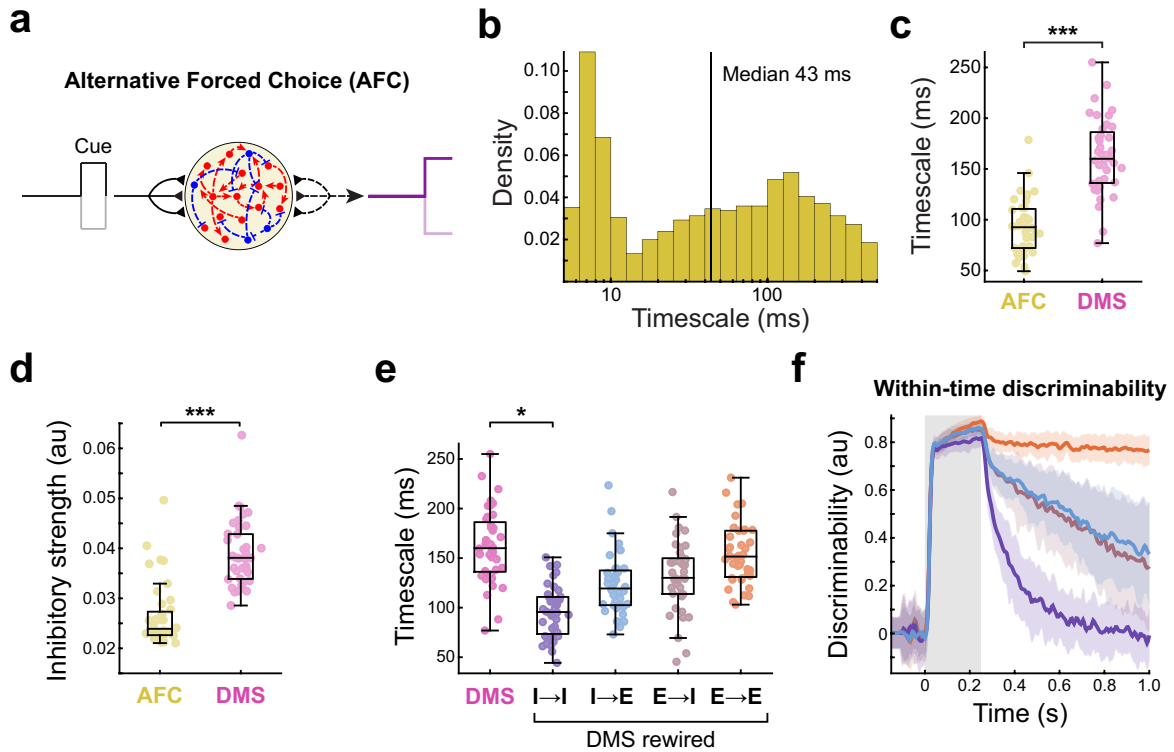 a
Alternative Forced Choice (AFC)
Cue
b
Density
0.10
0.08
0.06
0.04
0.02
Median 43 ms
10
100
Timescale (ms)
c
***
Timescale (ms)
250
200
150
100
50
AFC
DMS
d
***
Inhibitory strength (au)
0.06
0.05
0.04
0.03
0.02
AFC
DMS
e
*
Timescale (ms)
250
200
150
100
50
DMS
I→I
I→E
E→I
E→E
DMS rewired
f
Within-time discriminability
Discriminability (au)
0.8
0.6
0.4
0.2
0
0
0.2
0.4
0.6
0.8
1.0
Time (s)